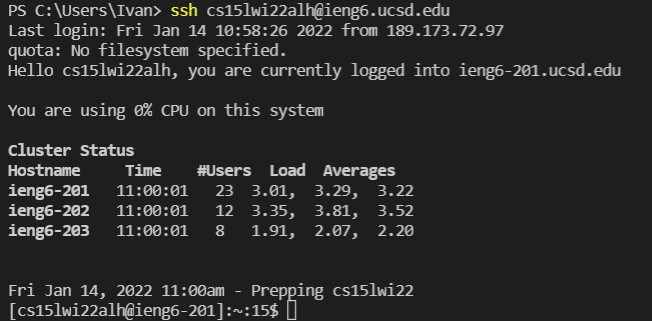 PS C:\Users\Ivan> ssh cs15lwi22alh@ieng6.ucsd.edu
Last login: Fri Jan 14 10:58:26 2022 from 189.173.72.97
quota: No filesystem specified.
Hello cs15lwi22alh, you are currently logged into ieng6-201.ucsd.edu
You are using 0% CPU on this system
Cluster Status
Hostname     Time    #Users  Load  Averages
ieng6-201   11:00:01   23  3.01,  3.29,  3.22
ieng6-202   11:00:01   12  3.35,  3.81,  3.52
ieng6-203   11:00:01   8   1.91,  2.07,  2.20
Fri Jan 14, 2022 11:00am - Prepping cs15lwi22
[cs15lwi22alh@ieng6-201]:~:15$